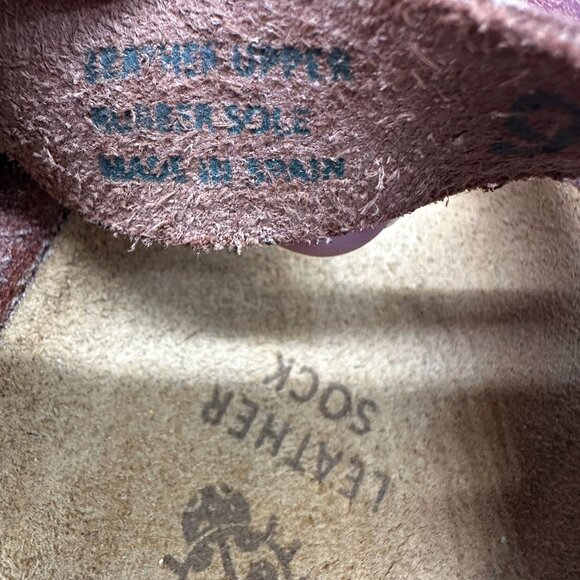 LEATHER UPPER
RUBBER SOLE
MADE IN SPAIN
LEATHER
SOCK